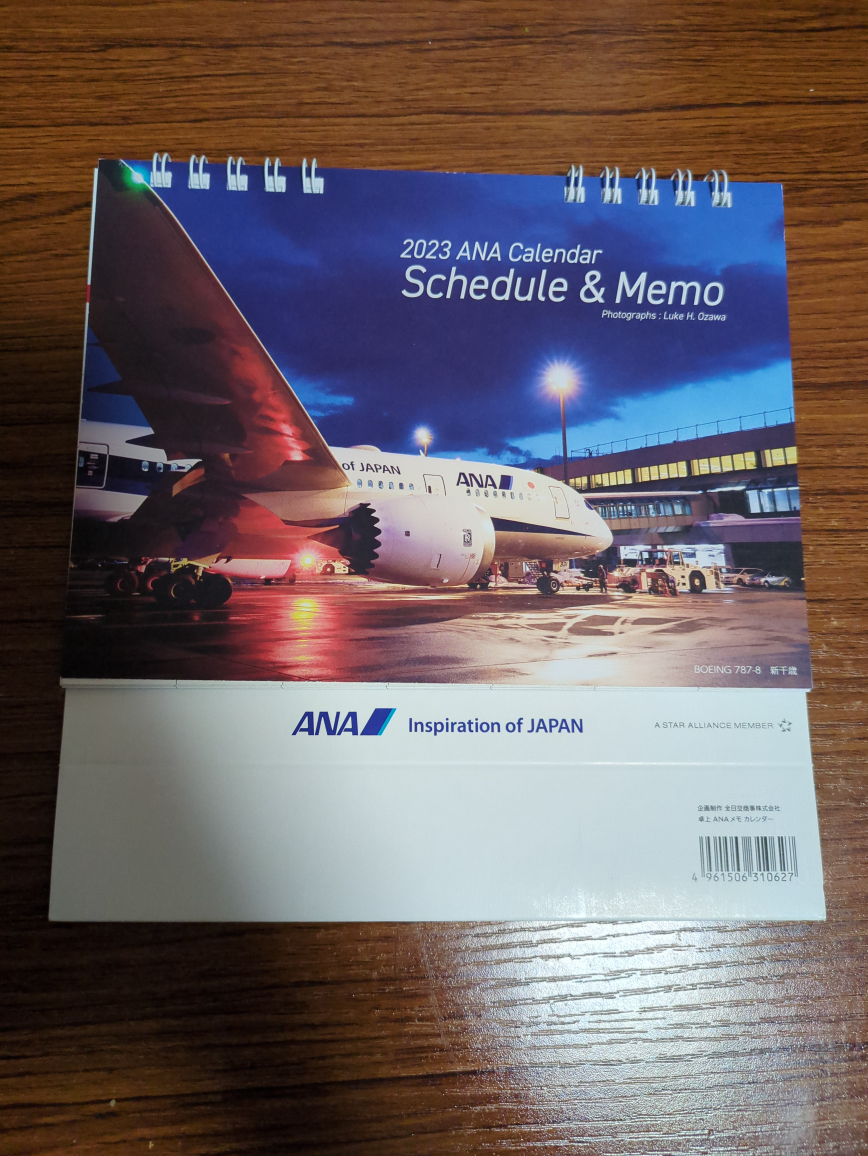 2023 ANA Calendar
Schedule & Memo
Photographs : Luke H. Ozawa
of JAPAN
ANA
BOEING 787-8 新千歳
ANA Inspiration of JAPAN
A STAR ALLIANCE MEMBER
企画制作 全日空商事株式会社
卓上 ANAメモ カレンダー
4 961506 310627